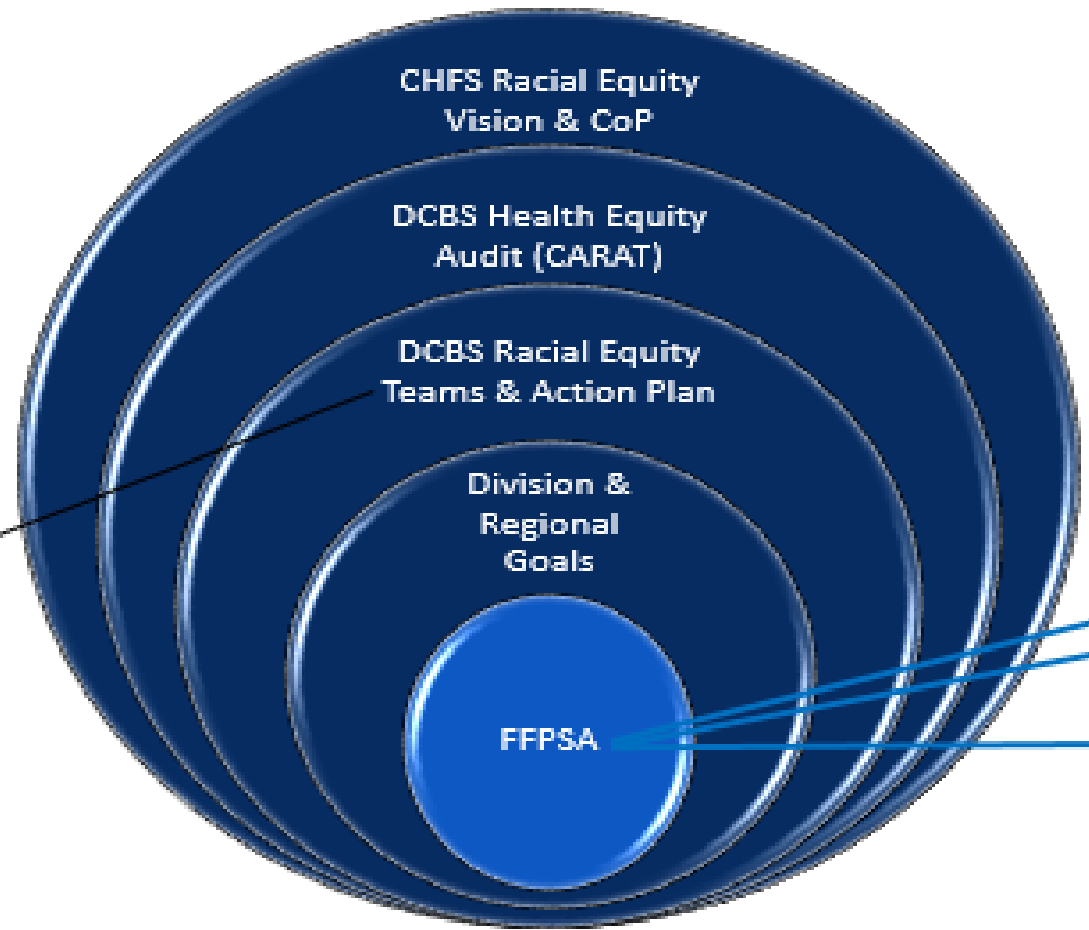 CHFS Racial Equity
Vision & CoP
DCBS Health Equity
Audit (CARAT)
DCBS Racial Equity
Teams & Action Plan
Division &
Regional
Goals
FFPSA